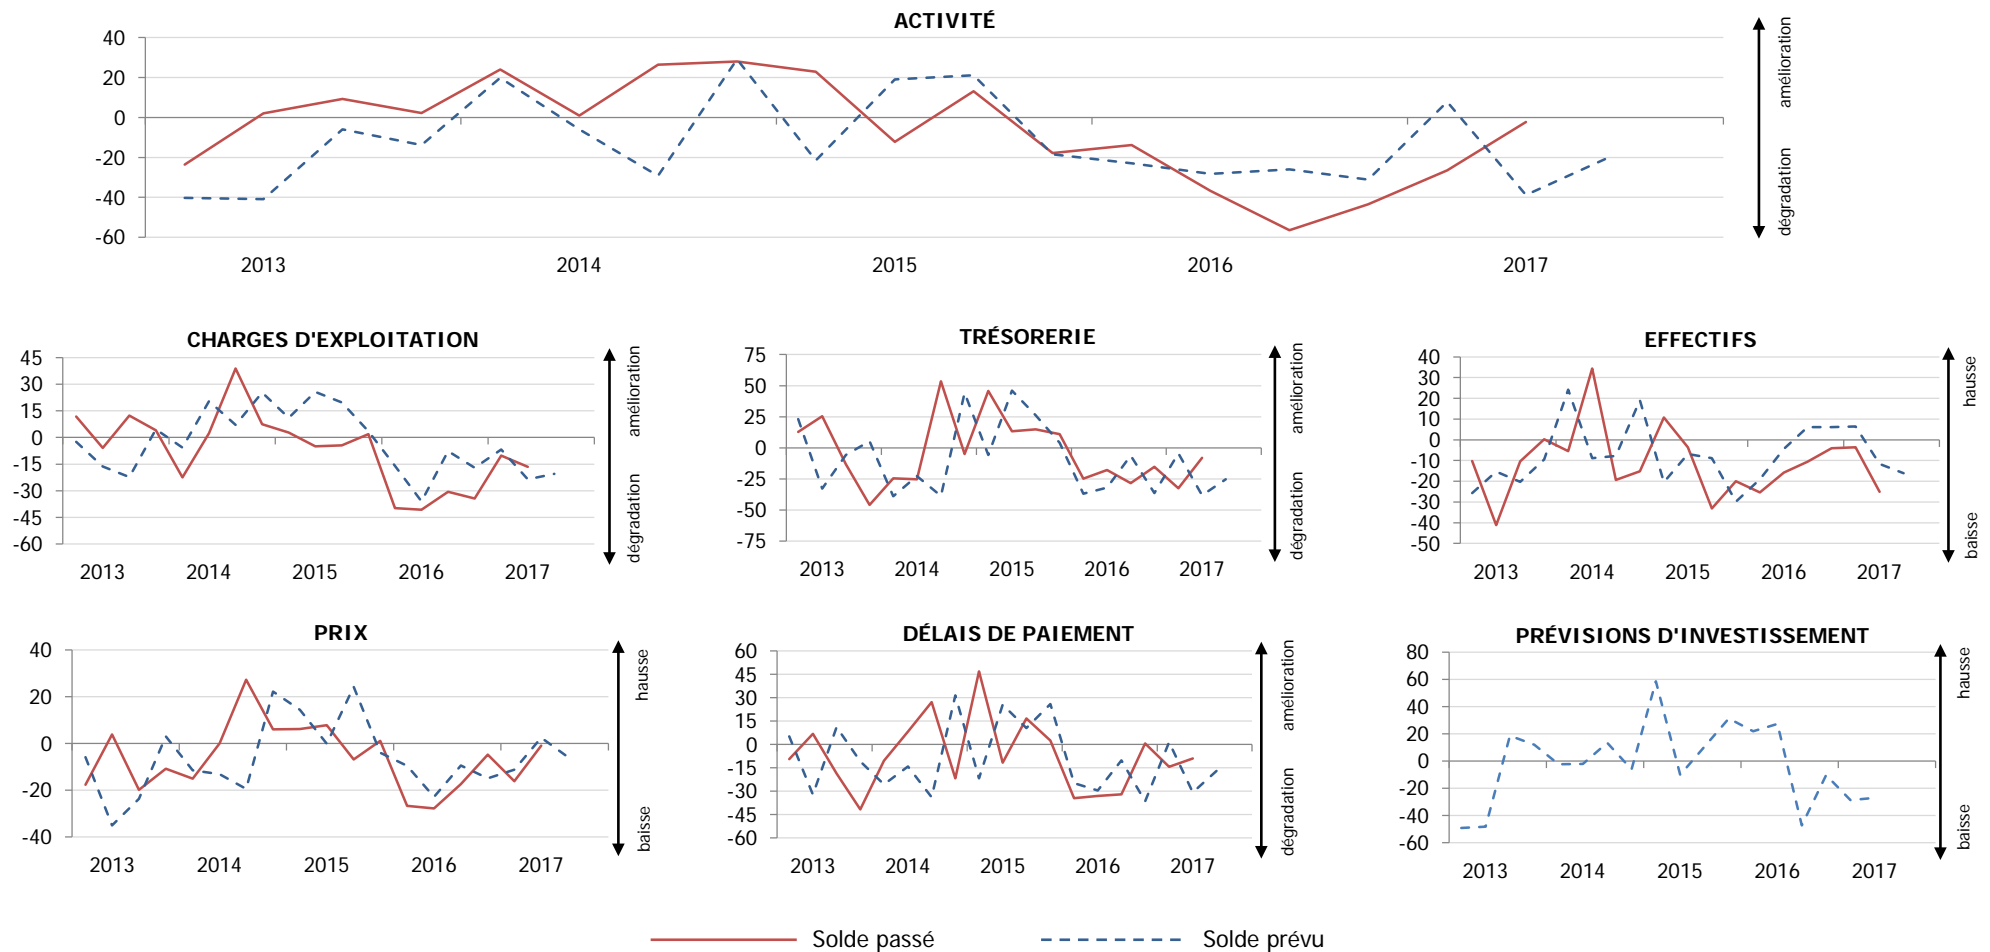 ACTIVITÉ
40
20
0
-20
-40
-60
2013 2014 2015 2016 2017
amélioration
dégradation
CHARGES D'EXPLOITATION
45
30
15
0
-15
-30
-45
-60
2013 2014 2015 2016 2017
amélioration
dégradation
TRÉSORERIE
75
50
25
0
-25
-50
-75
2013 2014 2015 2016 2017
amélioration
dégradation
EFFECTIFS
40
30
20
10
0
-10
-20
-30
-40
-50
2013 2014 2015 2016 2017
hausse
baisse
PRIX
40
20
0
-20
-40
2013 2014 2015 2016 2017
hausse
baisse
DÉLAIS DE PAIEMENT
60
45
30
15
0
-15
-30
-45
-60
2013 2014 2015 2016 2017
amélioration
dégradation
PRÉVISIONS D'INVESTISSEMENT
80
60
40
20
0
-20
-40
-60
2013 2014 2015 2016 2017
hausse
baisse
Solde passé Solde prévu